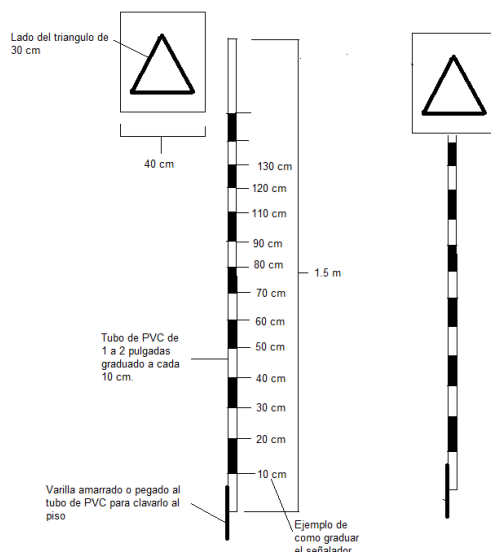 Lado del triangulo de
30 cm
40 cm
130 cm
120 cm
110 cm
90 cm
80 cm
70 cm
60 cm
50 cm
40 cm
30 cm
20 cm
10 cm
1.5 m
Tubo de PVC de
1 a 2 pulgadas
graduado a cada
10 cm.
Varilla amarrado o pegado al
tubo de PVC para clavarlo al
piso
Ejemplo de
como graduar
el señalador